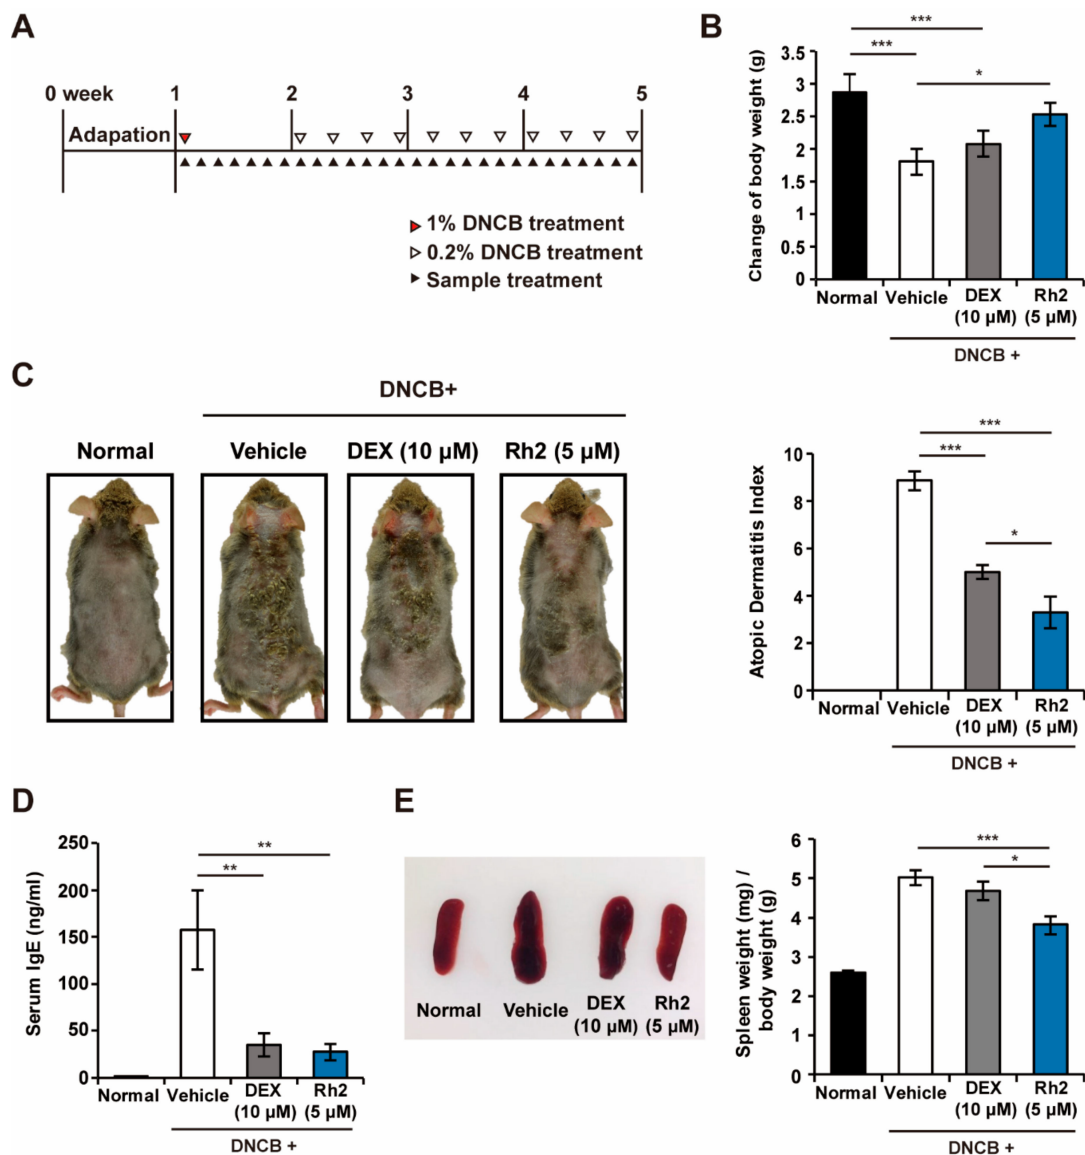 A
0 week 1 2 3 4 5
Adapation
1% DNCB treatment
0.2% DNCB treatment
Sample treatment
B
Change of body weight (g)
3.5
3
2.5
2
1.5
1
0.5
0
***
***
*
Normal Vehicle DEX (10 µM) Rh2 (5 µM)
DNCB +
C
DNCB+
Normal Vehicle DEX (10 µM) Rh2 (5 µM)
Atopic Dermatitis Index
10
8
6
4
2
0
***
***
*
Normal Vehicle DEX (10 µM) Rh2 (5 µM)
DNCB +
D
Serum IgE (ng/ml)
250
200
150
100
50
0
**
**
Normal Vehicle DEX (10 µM) Rh2 (5 µM)
DNCB +
E
Normal Vehicle DEX (10 µM) Rh2 (5 µM)
Spleen weight (mg) /
body weight (g)
6
5
4
3
2
1
0
***
*
Normal Vehicle DEX (10 µM) Rh2 (5 µM)
DNCB +